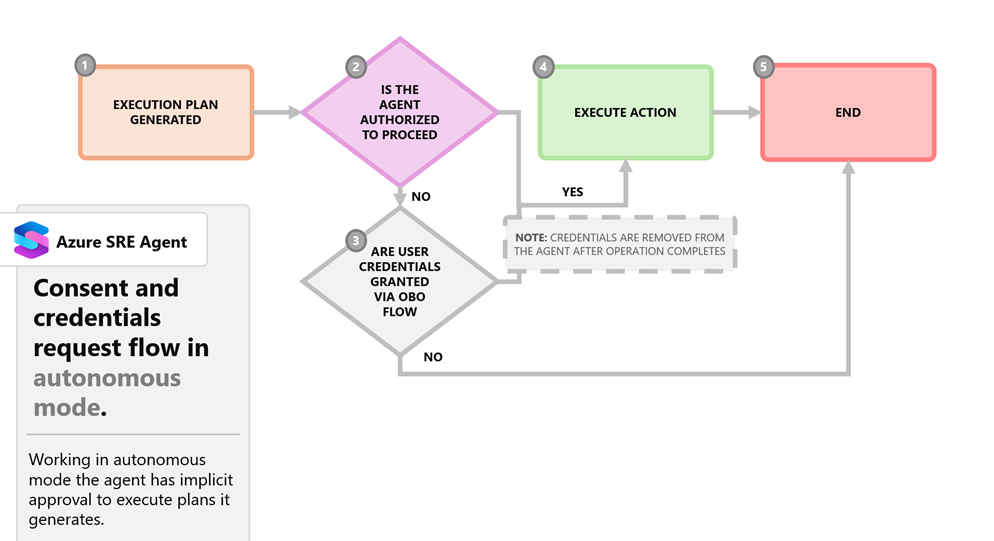 1
EXECUTION PLAN
GENERATED
2
IS THE
AGENT
AUTHORIZED
TO PROCEED
4
EXECUTE ACTION
5
END
NO
YES
3
ARE USER
CREDENTIALS
GRANTED
VIA OBO
FLOW
NOTE: CREDENTIALS ARE REMOVED FROM
THE AGENT AFTER OPERATION COMPLETES
NO
Azure SRE Agent
Consent and
credentials
request flow in
autonomous
mode.
Working in autonomous
mode the agent has implicit
approval to execute plans it
generates.